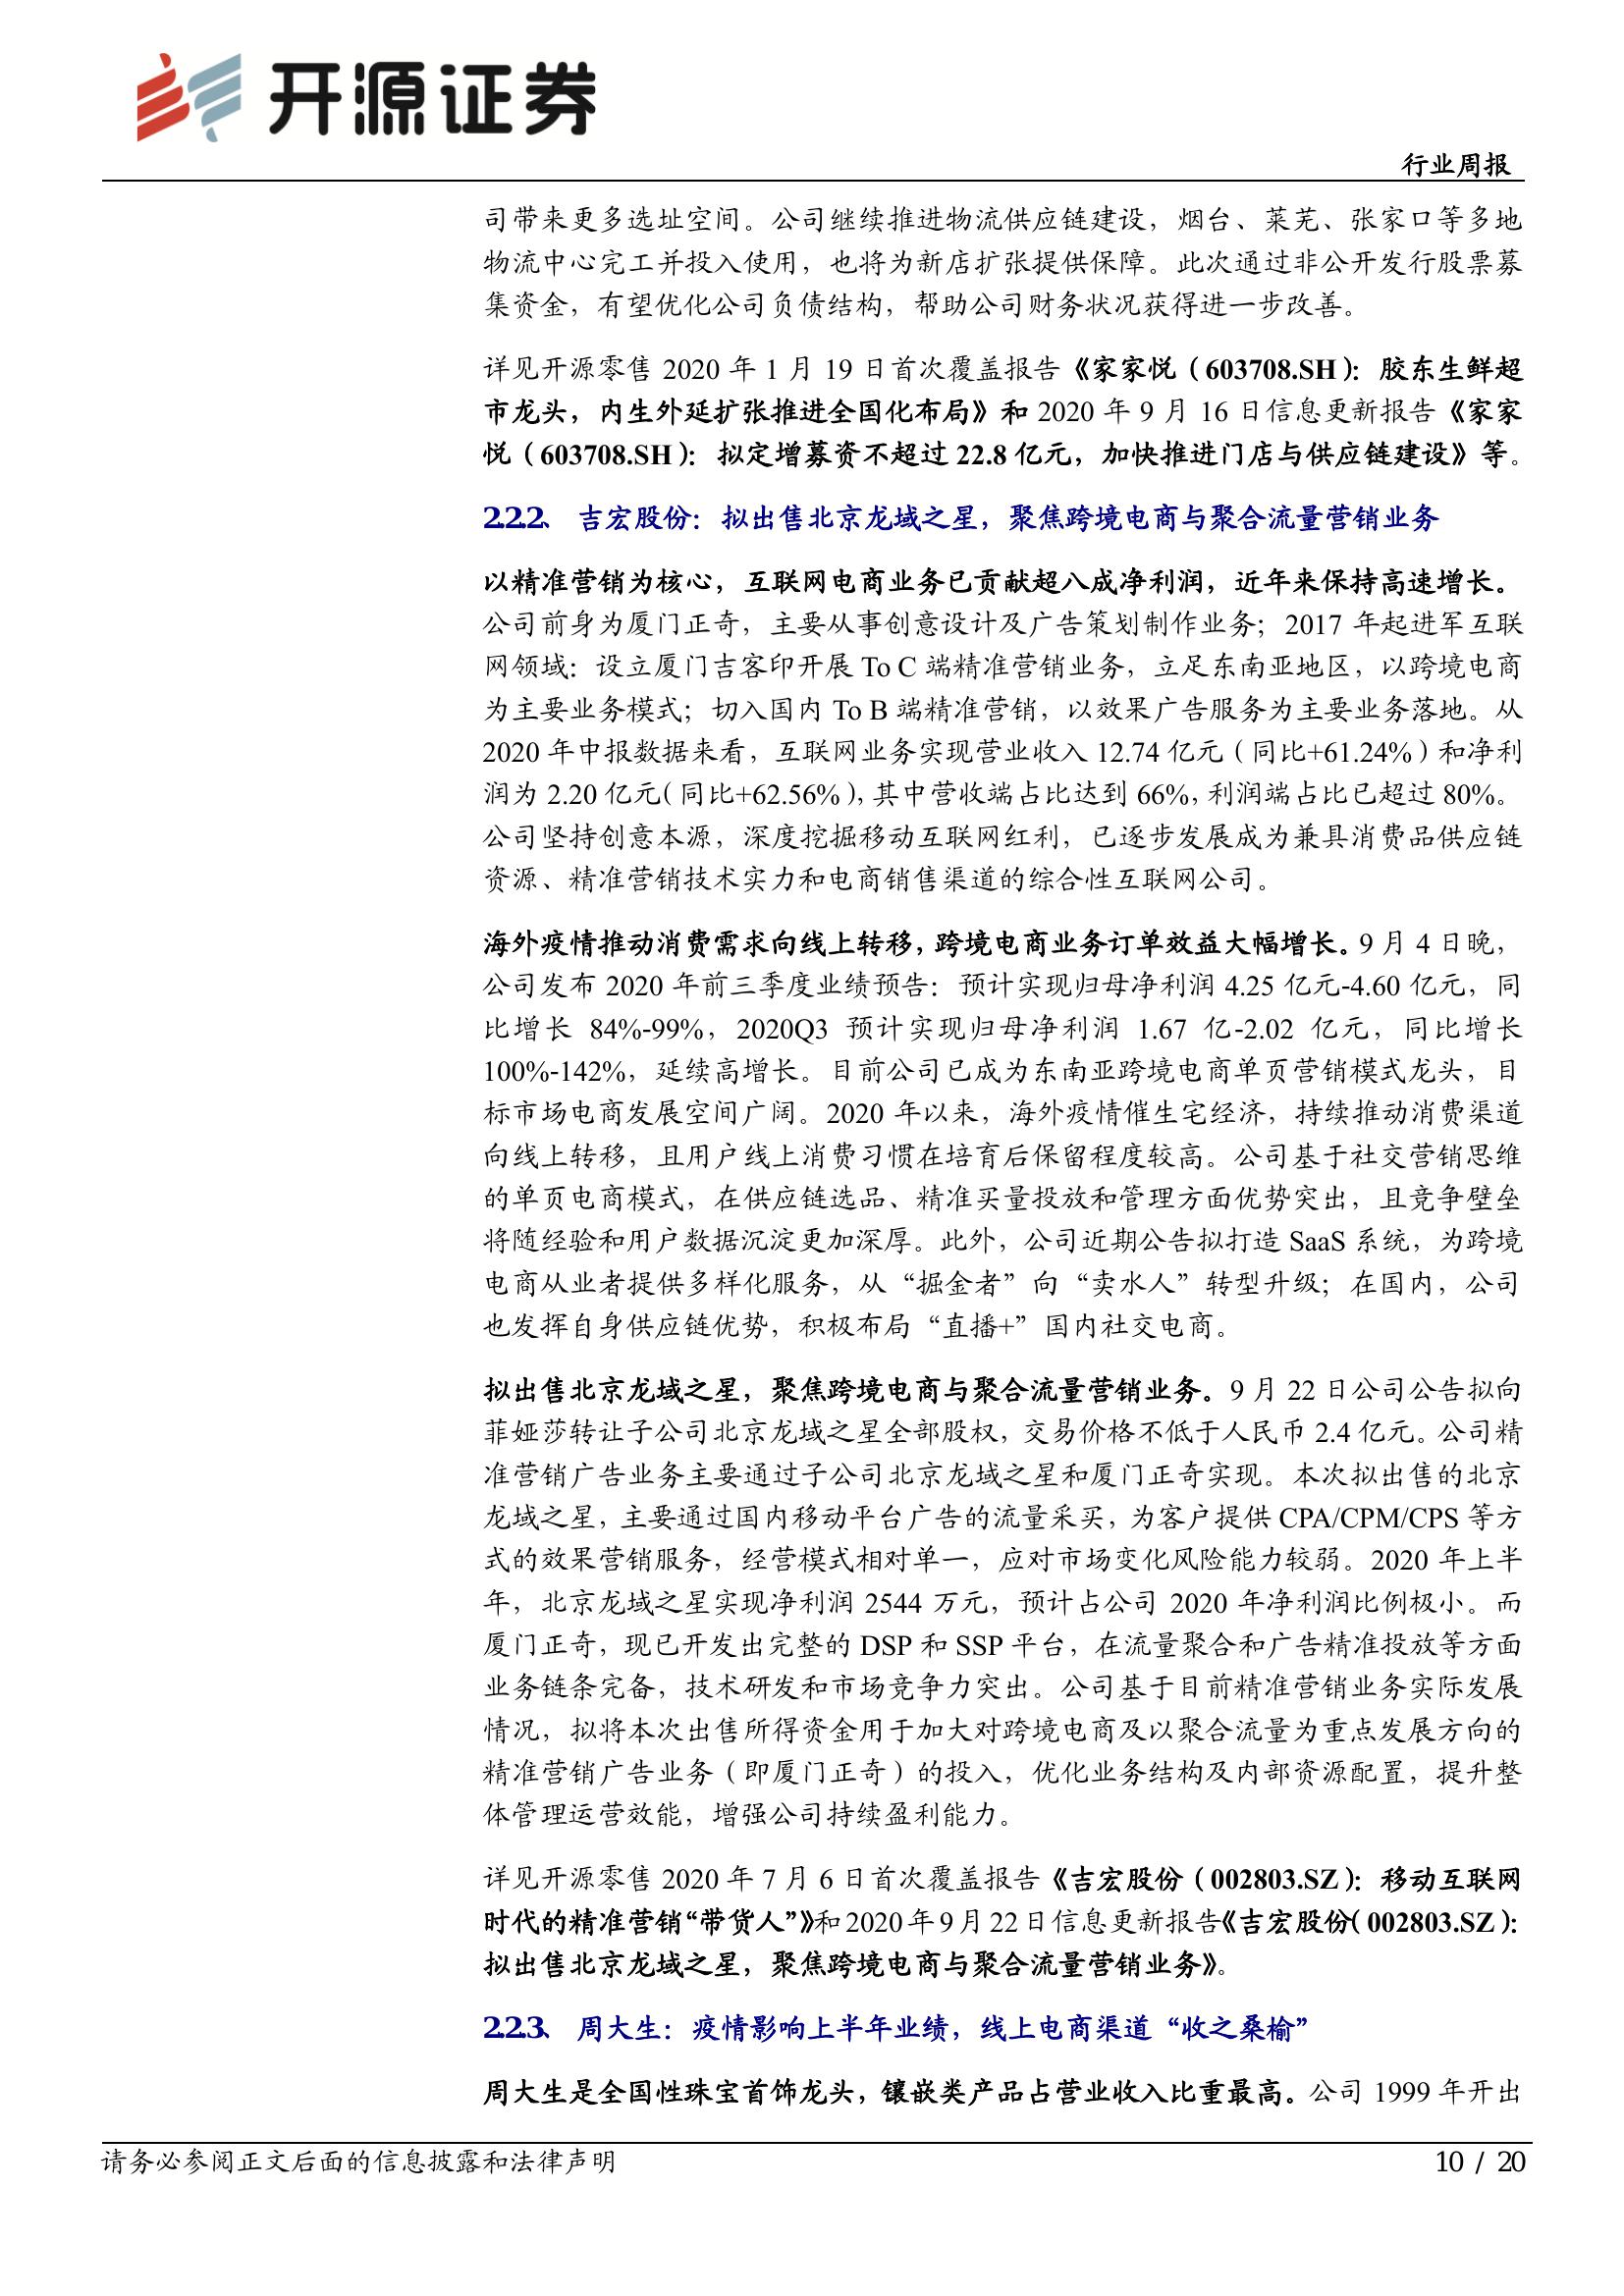 开源证券
行业周报
司带来更多选址空间。公司继续推进物流供应链建设，烟台、莱芜、张家口等多地
物流中心完工并投入使用，也将为新店扩张提供保障。此次通过非公开发行股票募
集资金，有望优化公司负债结构，帮助公司财务状况获得进一步改善。
详见开源零售 2020 年 1 月 19 日首次覆盖报告《家家悦（603708.SH）：胶东生鲜超
市龙头，内生外延扩张推进全国化布局》和 2020 年 9 月 16 日信息更新报告《家家
悦（603708.SH）：拟定增募资不超过 22.8 亿元，加快推进门店与供应链建设》等。
2.2.2、 吉宏股份：拟出售北京龙域之星，聚焦跨境电商与聚合流量营销业务
以精准营销为核心，互联网电商业务已贡献超八成净利润，近年来保持高速增长。
公司前身为厦门正奇，主要从事创意设计及广告策划制作业务；2017 年起进军互联
网领域：设立厦门吉客印开展 To C 端精准营销业务，立足东南亚地区，以跨境电商
为主要业务模式；切入国内 To B 端精准营销，以效果广告服务为主要业务落地。从
2020 年中报数据来看，互联网业务实现营业收入 12.74 亿元（同比+61.24%）和净利
润为 2.20 亿元（同比+62.56%），其中营收端占比达到 66%，利润端占比已超过 80%。
公司坚持创意本源，深度挖掘移动互联网红利，已逐步发展成为兼具消费品供应链
资源、精准营销技术实力和电商销售渠道的综合性互联网公司。
海外疫情推动消费需求向线上转移，跨境电商业务订单效益大幅增长。9 月 4 日晚，
公司发布 2020 年前三季度业绩预告：预计实现归母净利润 4.25 亿元-4.60 亿元，同
比增长 84%-99%，2020Q3 预计实现归母净利润 1.67 亿-2.02 亿元，同比增长
100%-142%，延续高增长。目前公司已成为东南亚跨境电商单页营销模式龙头，目
标市场电商发展空间广阔。2020 年以来，海外疫情催生宅经济，持续推动消费渠道
向线上转移，且用户线上消费习惯在培育后保留程度较高。公司基于社交营销思维
的单页电商模式，在供应链选品、精准买量投放和管理方面优势突出，且竞争壁垒
将随经验和用户数据沉淀更加深厚。此外，公司近期公告拟打造 SaaS 系统，为跨境
电商从业者提供多样化服务，从“掘金者”向“卖水人”转型升级；在国内，公司
也发挥自身供应链优势，积极布局“直播+”国内社交电商。
拟出售北京龙域之星，聚焦跨境电商与聚合流量营销业务。9 月 22 日公司公告拟向
菲娅莎转让子公司北京龙域之星全部股权，交易价格不低于人民币 2.4 亿元。公司精
准营销广告业务主要通过子公司北京龙域之星和厦门正奇实现。本次拟出售的北京
龙域之星，主要通过国内移动平台广告的流量采买，为客户提供 CPA/CPM/CPS 等方
式的效果营销服务，经营模式相对单一，应对市场变化风险能力较弱。2020 年上半
年，北京龙域之星实现净利润 2544 万元，预计占公司 2020 年净利润比例极小。而
厦门正奇，现已开发出完整的 DSP 和 SSP 平台，在流量聚合和广告精准投放等方面
业务链条完备，技术研发和市场竞争力突出。公司基于目前精准营销业务实际发展
情况，拟将本次出售所得资金用于加大对跨境电商及以聚合流量为重点发展方向的
精准营销广告业务（即厦门正奇）的投入，优化业务结构及内部资源配置，提升整
体管理运营效能，增强公司持续盈利能力。
详见开源零售 2020 年 7 月 6 日首次覆盖报告《吉宏股份（002803.SZ）：移动互联网
时代的精准营销“带货人”》和 2020 年 9 月 22 日信息更新报告《吉宏股份（002803.SZ）：
拟出售北京龙域之星，聚焦跨境电商与聚合流量营销业务》。
2.2.3、 周大生：疫情影响上半年业绩，线上电商渠道“收之桑榆”
周大生是全国性珠宝首饰龙头，镶嵌类产品占营业收入比重最高。公司 1999 年开出
请务必参阅正文后面的信息披露和法律声明
10 / 20